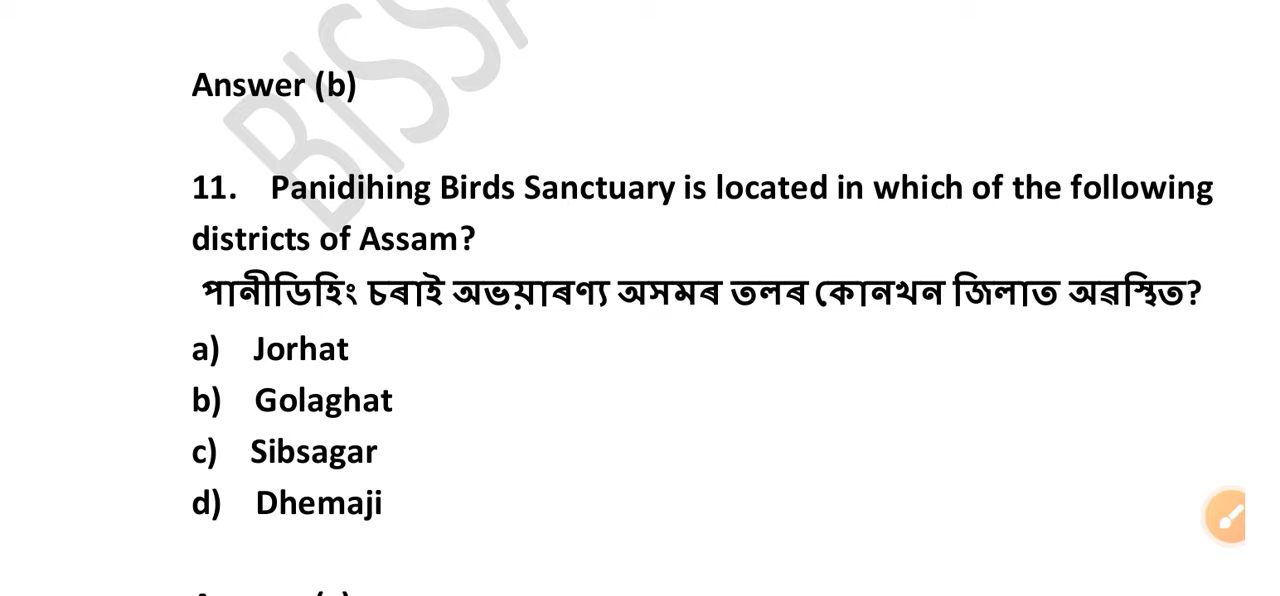 Answer (b)
11. Panidihing Birds Sanctuary is located in which of the following
districts of Assam?
পানীডিহিং চৰাই অভয়াৰণ্য অসমৰ তলৰ কোনখন জিলাত অৱস্থিত?
a) Jorhat
b) Golaghat
c) Sibsagar
d) Dhemaji